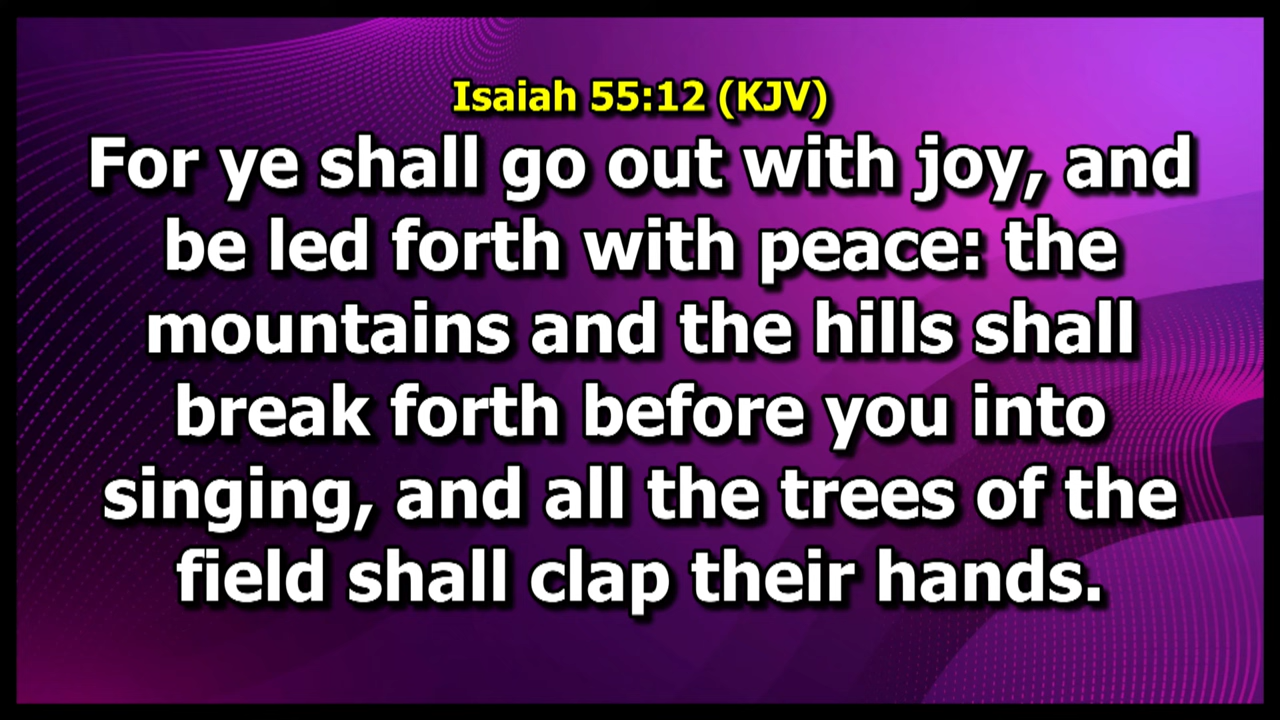 Isaiah 55:12 (KJV)
For ye shall go out with joy, and
be led forth with peace: the
mountains and the hills shall
break forth before you into
singing, and all the trees of the
field shall clap their hands.